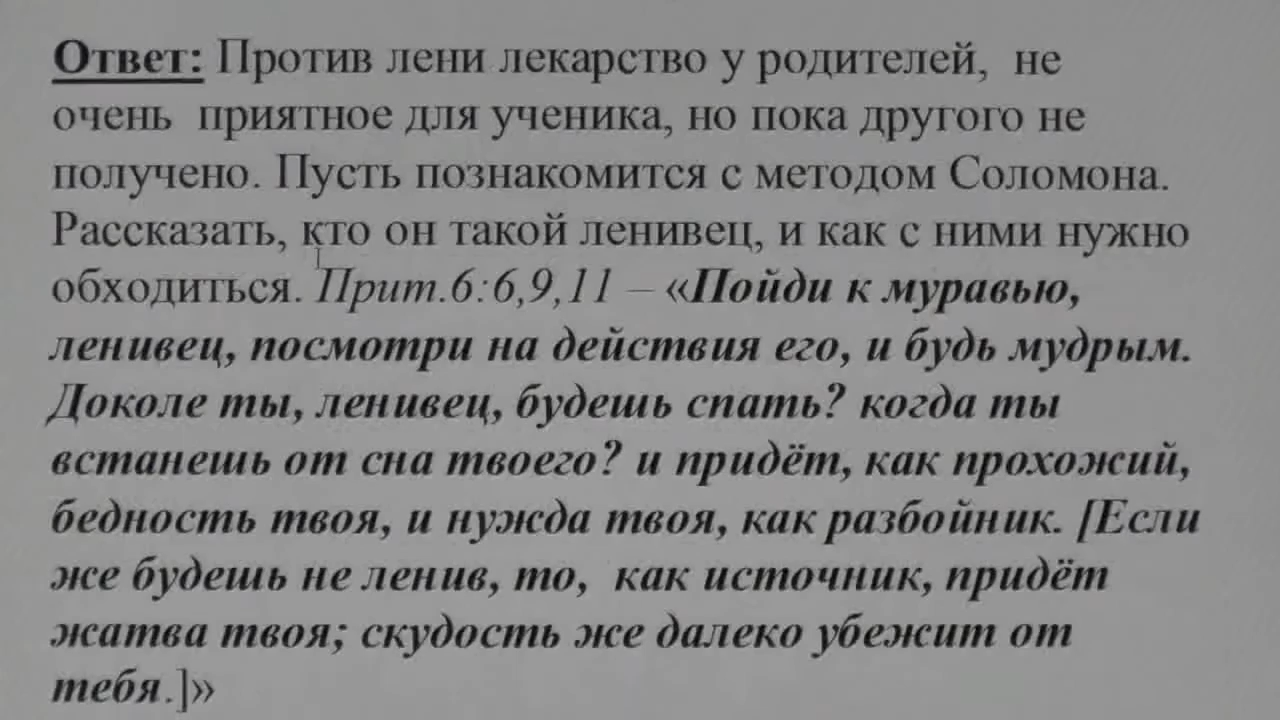 Ответ: Против лени лекарство у родителей, не
очень приятное для ученика, но пока другого не
получено. Пусть познакомится с методом Соломона.
Рассказать, кто он такой ленивец, и как с ними нужно
обходиться. Прит.6:6,9,11 – «Пойди к муравью,
ленивец, посмотри на действия его, и будь мудрым.
Доколе ты, ленивец, будешь спать? когда ты
встанешь от сна твоего? и придёт, как прохожий,
бедность твоя, и нужда твоя, как разбойник. [Если
же будешь не ленив, то, как источник, придёт
жатва твоя; скудость же далеко убежит от
тебя.]»